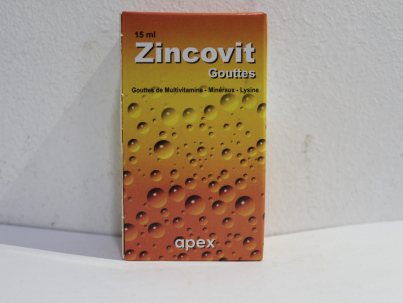 15 ml
Zincovit
Gouttes
Gouttes de Multivitamine - Minéraux - Lysine
apex